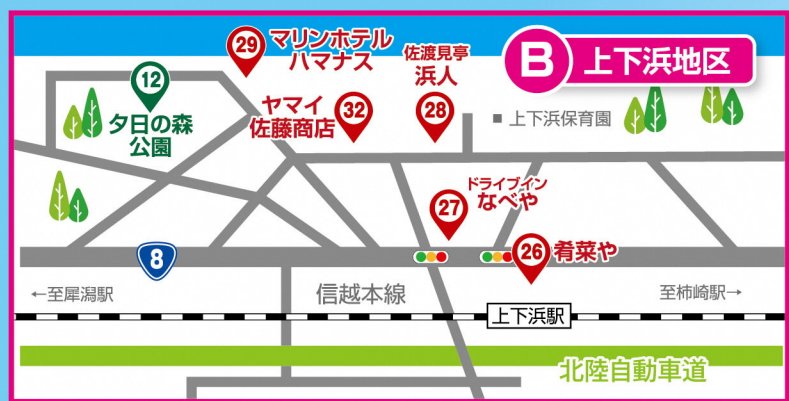 B 上下浜地区
29 マリンホテル
ハマナス
12
夕日の森
公園
ヤマイ
佐藤商店 32
佐渡見亭
浜人
28
■ 上下浜保育園
ドライブイン
なべや
27
8
26 肴菜や
←至犀潟駅
信越本線
至柿崎駅→
上下浜駅
北陸自動車道